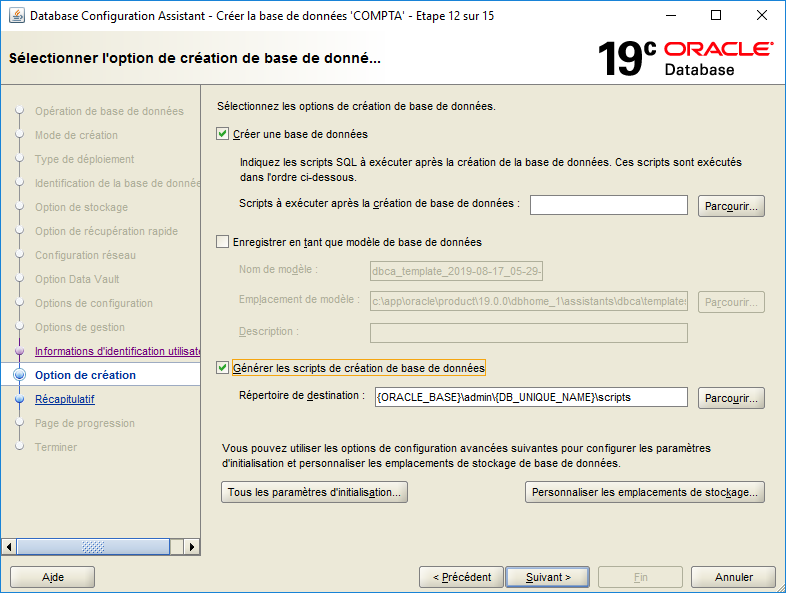 Database Configuration Assistant - Créer la base de données 'COMPTA' - Etape 12 sur 15
Sélectionner l'option de création de base de donné...
19c ORACLE
Database
Opération de base de données
Mode de création
Type de déploiement
Identification de la base de donnée
Option de stockage
Option de récupération rapide
Configuration réseau
Option Data Vault
Options de configuration
Options de gestion
Informations d'identification utilisate
Option de création
Récapitulatif
Page de progression
Terminer
Sélectionnez les options de création de base de données.
Créer une base de données
Indiquez les scripts SQL à exécuter après la création de la base de données. Ces scripts sont exécutés
dans l'ordre ci-dessous.
Scripts à exécuter après la création de base de données :
Parcourir...
Enregistrer en tant que modèle de base de données
Nom de modèle : dbca_template_2019-08-17_05-29-
Emplacement de modèle : c:\app\oracle\product\19.0.0\dbhome_1\assistants\dbca\templates Parcourir...
Description :
Générer les scripts de création de base de données
Répertoire de destination : {ORACLE_BASE}\admin\{DB_UNIQUE_NAME}\scripts Parcourir...
Vous pouvez utiliser les options de configuration avancées suivantes pour configurer les paramètres
d'initialisation et personnaliser les emplacements de stockage de base de données.
Tous les paramètres d'initialisation... Personnaliser les emplacements de stockage...
Aide < Précédent Suivant > Fin Annuler